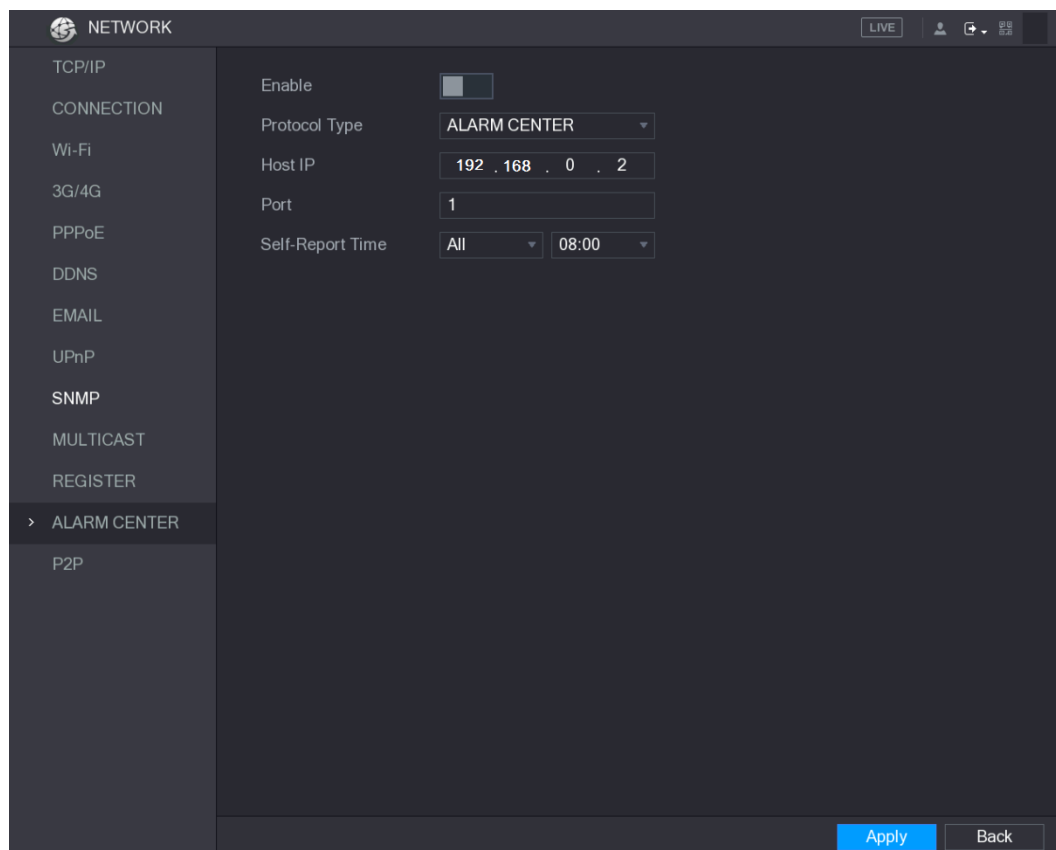 NETWORK
LIVE
TCP/IP
CONNECTION
Wi-Fi
3G/4G
PPPoE
DDNS
EMAIL
UPnP
SNMP
MULTICAST
REGISTER
> ALARM CENTER
P2P
Enable
Protocol Type ALARM CENTER
Host IP 192 . 168 . 0 . 2
Port 1
Self-Report Time All 08:00
Apply Back